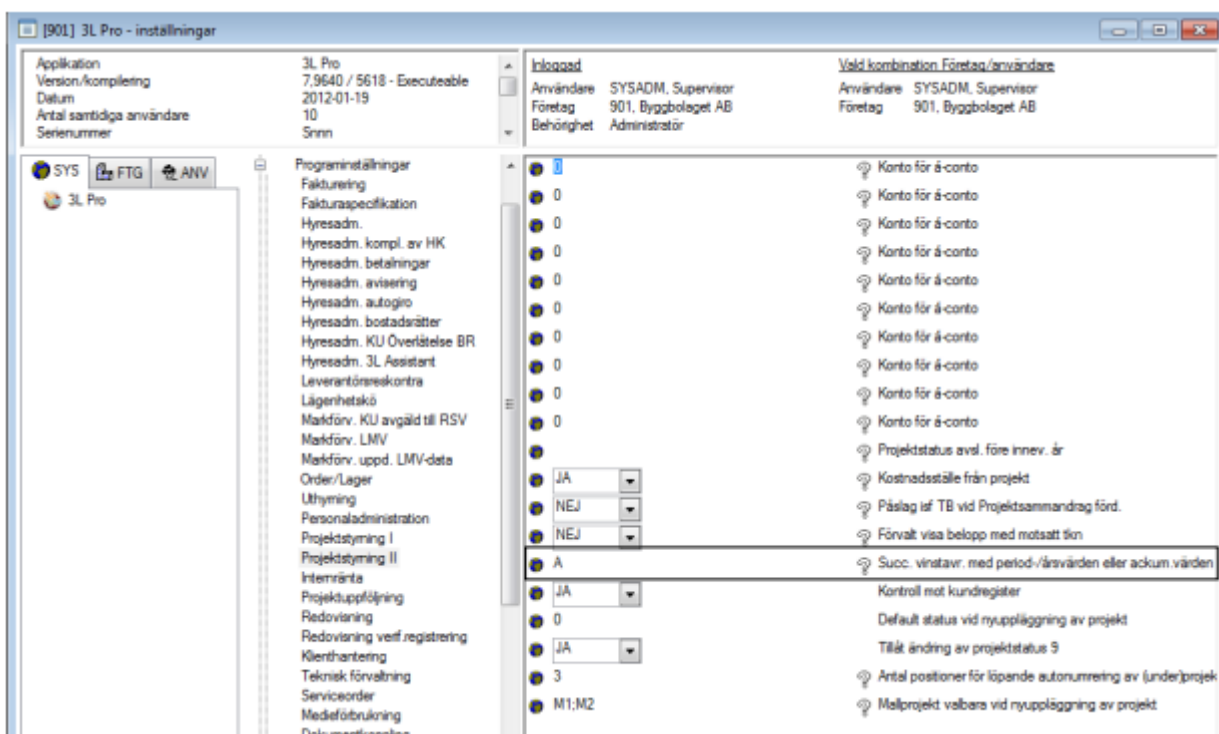 [901] 3L Pro - inställningar
Applikation 3L Pro
Version/kompilering 7,9640 / 5618 - Executeable
Datum 2012-01-19
Antal samtidiga användare 10
Serienummer Snnn
Inloggad
Användare SYSADM, Supervisor
Företag 901, Byggbolaget AB
Behörighet Administratör
Vald kombination Företag/användare
Användare SYSADM, Supervisor
Företag 901, Byggbolaget AB
SYS FTG ANV
3L Pro
Programinställningar
Fakturering
Fakturaspecifikation
Hyresadm.
Hyresadm. kompl. av HK
Hyresadm. betalningar
Hyresadm. avisering
Hyresadm. autogiro
Hyresadm. bostadsrätter
Hyresadm. KU Överlåtelse BR
Hyresadm. 3L Assistent
Leverantörsreskontra
Lägenhetskö
Markförv. KU avgäld till RSV
Markförv. LMV
Markförv. uppd. LMV-data
Order/Lager
Uthyrning
Personaladministration
Projektstyrning I
Projektstyrning II
Internränta
Projektuppföljning
Redovisning
Redovisning verif.registrering
Klienthantering
Teknisk förvaltning
Serviceorder
Medieförbrukning
0 Konto för á-conto
0 Konto för á-conto
0 Konto för á-conto
0 Konto för á-conto
0 Konto för á-conto
0 Konto för á-conto
0 Konto för á-conto
0 Konto för á-conto
0 Konto för á-conto
0 Konto för á-conto
Projektstatus avsl. före innev. år
JA Kostnadsställe från projekt
NEJ Påslag isf TB vid Projektsammandrag förd.
NEJ Förvalt visa belopp med motsatt tkn
A Succ. vinstavr. med period-/årsvärden eller ackum.värden
JA Kontroll mot kundregister
0 Default status vid nyuppläggning av projekt
JA Tillåt ändring av projektstatus 9
3 Antal positioner för löpande autonumrering av (under)projek
M1;M2 Mallprojekt valbara vid nyuppläggning av projekt